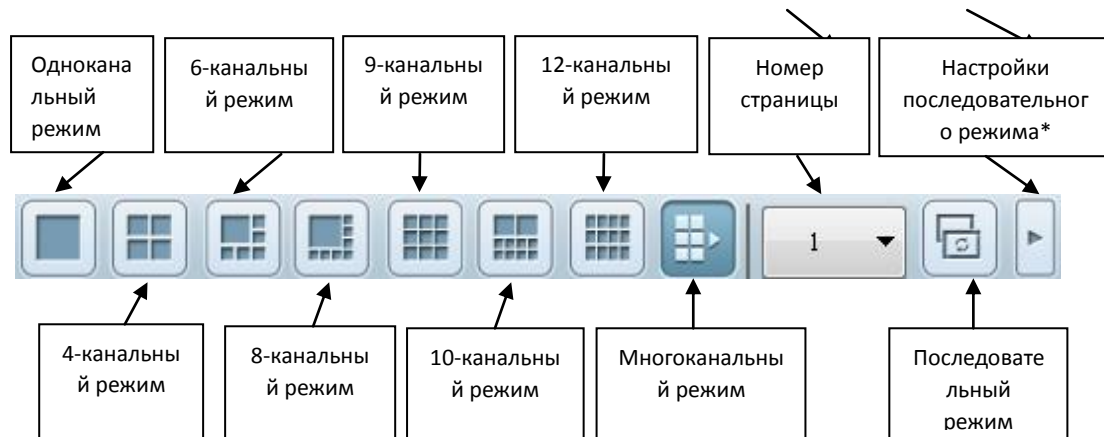 Однокана
льный
режим
6-канальны
й режим
9-канальны
й режим
12-канальны
й режим
Номер
страницы
Настройки
последовательног
о режима*
1
4-канальны
й режим
8-канальны
й режим
10-канальны
й режим
Многоканальны
й режим
Последовате
льный
режим